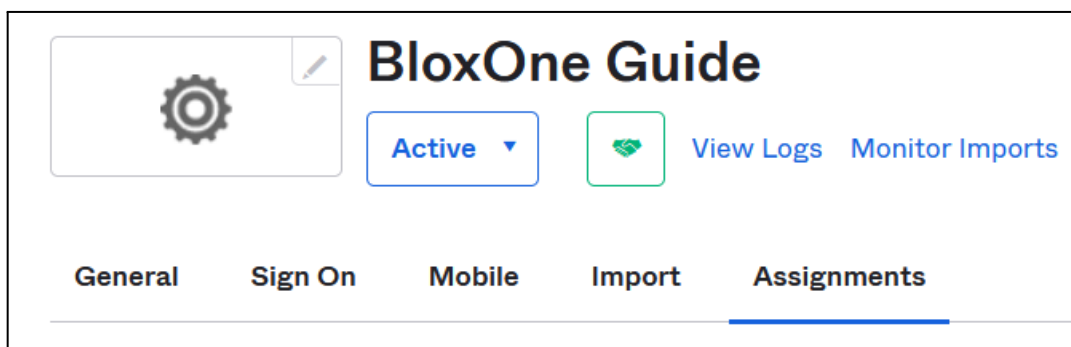 BloxOne Guide
Active View Logs Monitor Imports
General Sign On Mobile Import Assignments